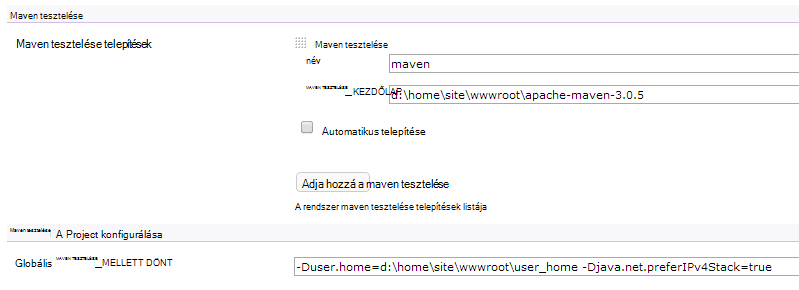 Maven tesztelése
Maven tesztelése telepítések
Maven tesztelése
név
maven
MAVEN TESZTELÉSE_KEZDŐLAP
d:\home\site\wwwroot\apache-maven-3.0.5
Automatikus telepítése
Adja hozzá a maven tesztelése
A rendszer maven tesztelése telepítések listája
Maven tesztelése A Project konfigurálása
Globális MAVEN TESZTELÉSE_MELLETT DÖNT
-Duser.home=d:\home\site\wwwroot\user_home -Djava.net.preferIPv4Stack=true